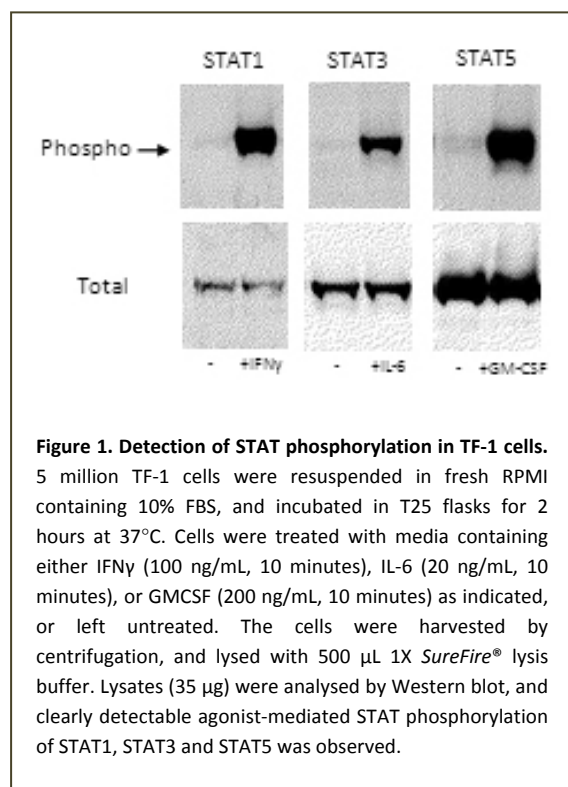 STAT1 STAT3 STAT5
Phospho
Total
- +IFNγ - +IL-6 - +GM-CSF
Figure 1. Detection of STAT phosphorylation in TF-1 cells.
5 million TF-1 cells were resuspended in fresh RPMI
containing 10% FBS, and incubated in T25 flasks for 2
hours at 37°C. Cells were treated with media containing
either IFNγ (100 ng/mL, 10 minutes), IL-6 (20 ng/mL, 10
minutes), or GMCSF (200 ng/mL, 10 minutes) as indicated,
or left untreated. The cells were harvested by
centrifugation, and lysed with 500 µL 1X SureFire® lysis
buffer. Lysates (35 µg) were analysed by Western blot, and
clearly detectable agonist-mediated STAT phosphorylation
of STAT1, STAT3 and STAT5 was observed.